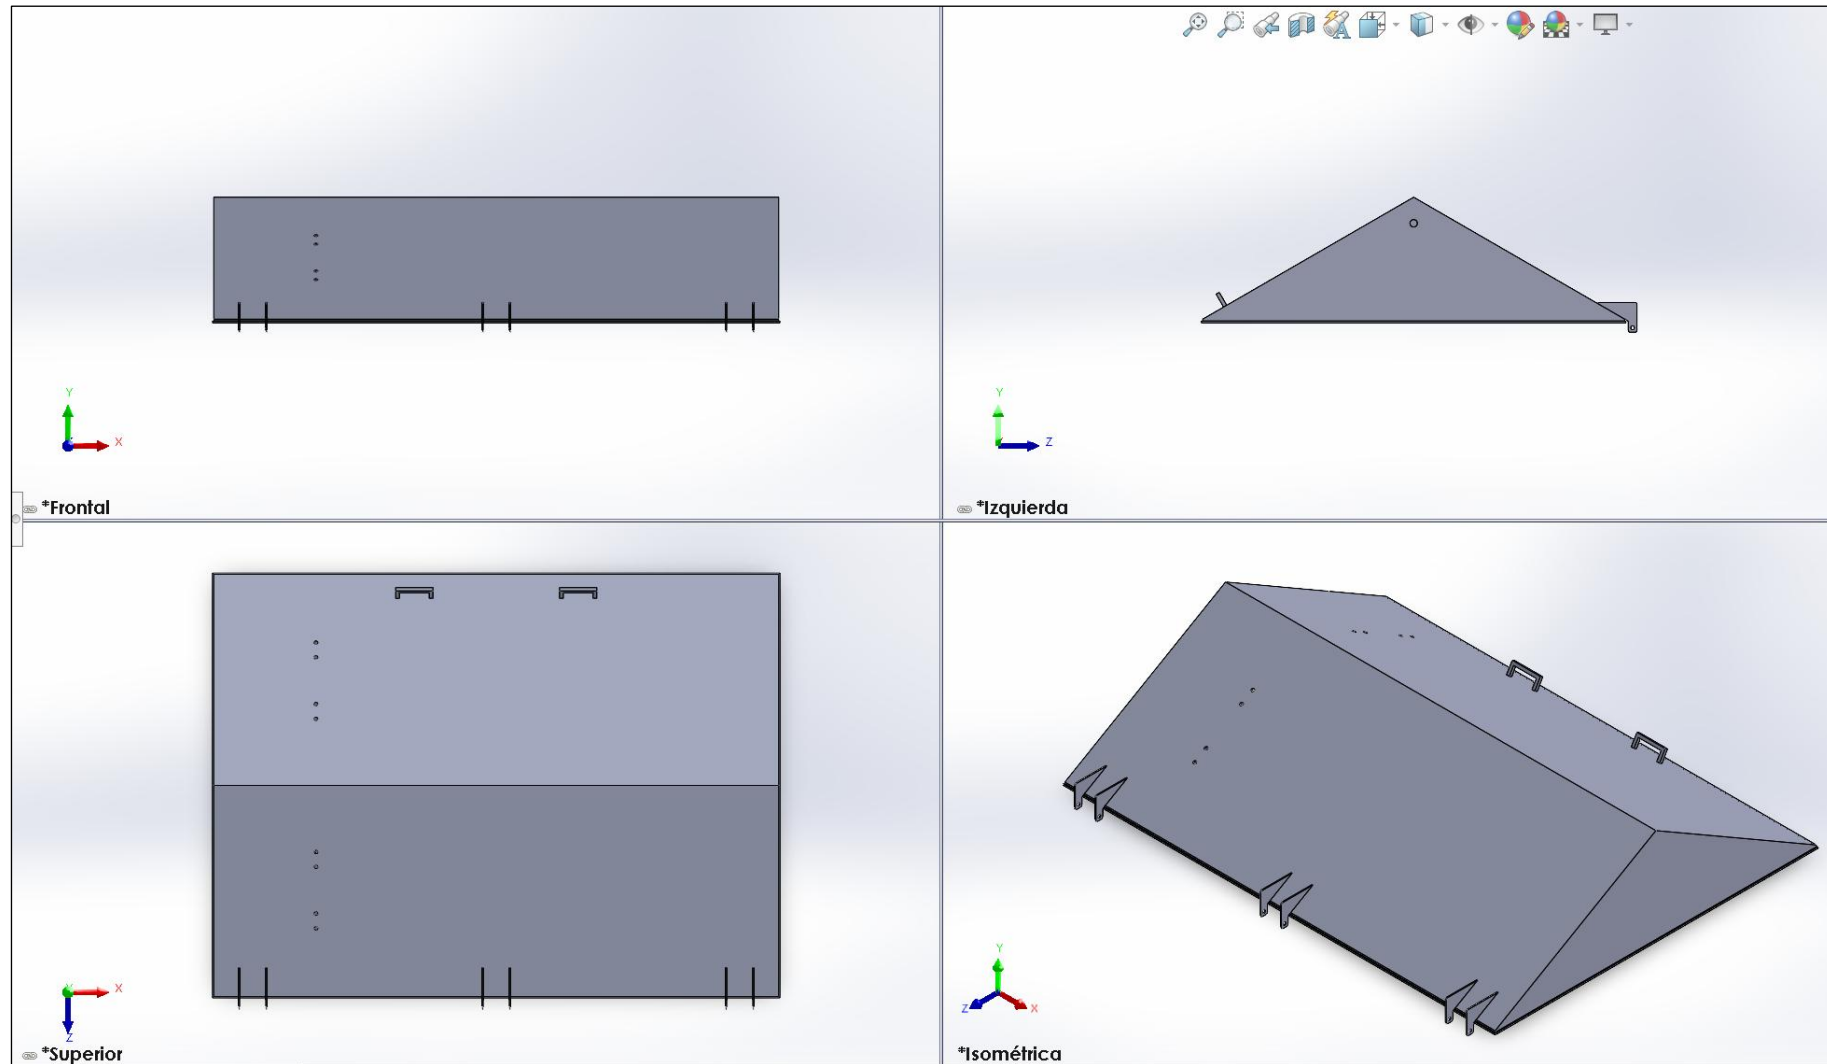 Y
X
*Frontal
Y
Z
*Izquierda
Y
X
Z
*Superior
Y
Z
X
*Isométrica